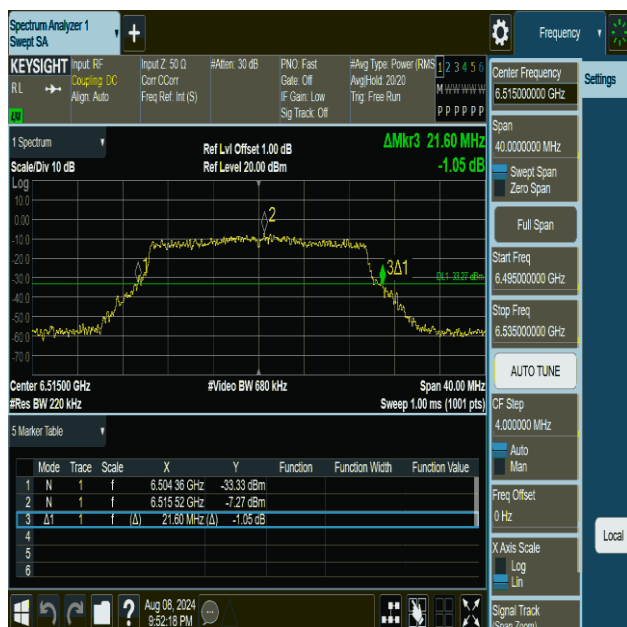 Spectrum Analyzer 1
Swept SA
+
Frequency
KEYSIGHT
RL
Input: RF
Coupling: DC
Align: Auto
Input Z: 50 Ω
Corr CCorr
Freq Ref: Int (S)
#Atten: 30 dB
PNO: Fast
Gate: Off
IF Gain: Low
Sig Track: Off
#Avg Type: Power (RMS
Avg|Hold: 20/20
Trig: Free Run
1 2 3 4 5 6
M W W W W W
P P P P P P
1 Spectrum
Scale/Div 10 dB
Ref Lvl Offset 1.00 dB
Ref Level 20.00 dBm
ΔMkr3 21.60 MHz
-1.05 dB
Log
10.0
0.00
-10.0
-20.0
-30.0
-40.0
-50.0
-60.0
-70.0
1
2
3Δ1
DL1 -33.27 dBm
Center 6.51500 GHz
#Res BW 220 kHz
#Video BW 680 kHz
Span 40.00 MHz
Sweep 1.00 ms (1001 pts)
5 Marker Table
Mode Trace Scale X Y Function Function Width Function Value
1 N 1 f 6.504 36 GHz -33.33 dBm
2 N 1 f 6.515 52 GHz -7.27 dBm
3 Δ1 1 f (Δ) 21.60 MHz (Δ) -1.05 dB
4
5
6
Aug 08, 2024
9:52:18 PM
?
Center Frequency
6.515000000 GHz
Span
40.0000000 MHz
Swept Span
Zero Span
Full Span
Start Freq
6.495000000 GHz
Stop Freq
6.535000000 GHz
AUTO TUNE
CF Step
4.000000 MHz
Auto
Man
Freq Offset
0 Hz
X Axis Scale
Log
Lin
Signal Track
(Span Zoom)
Settings
Local